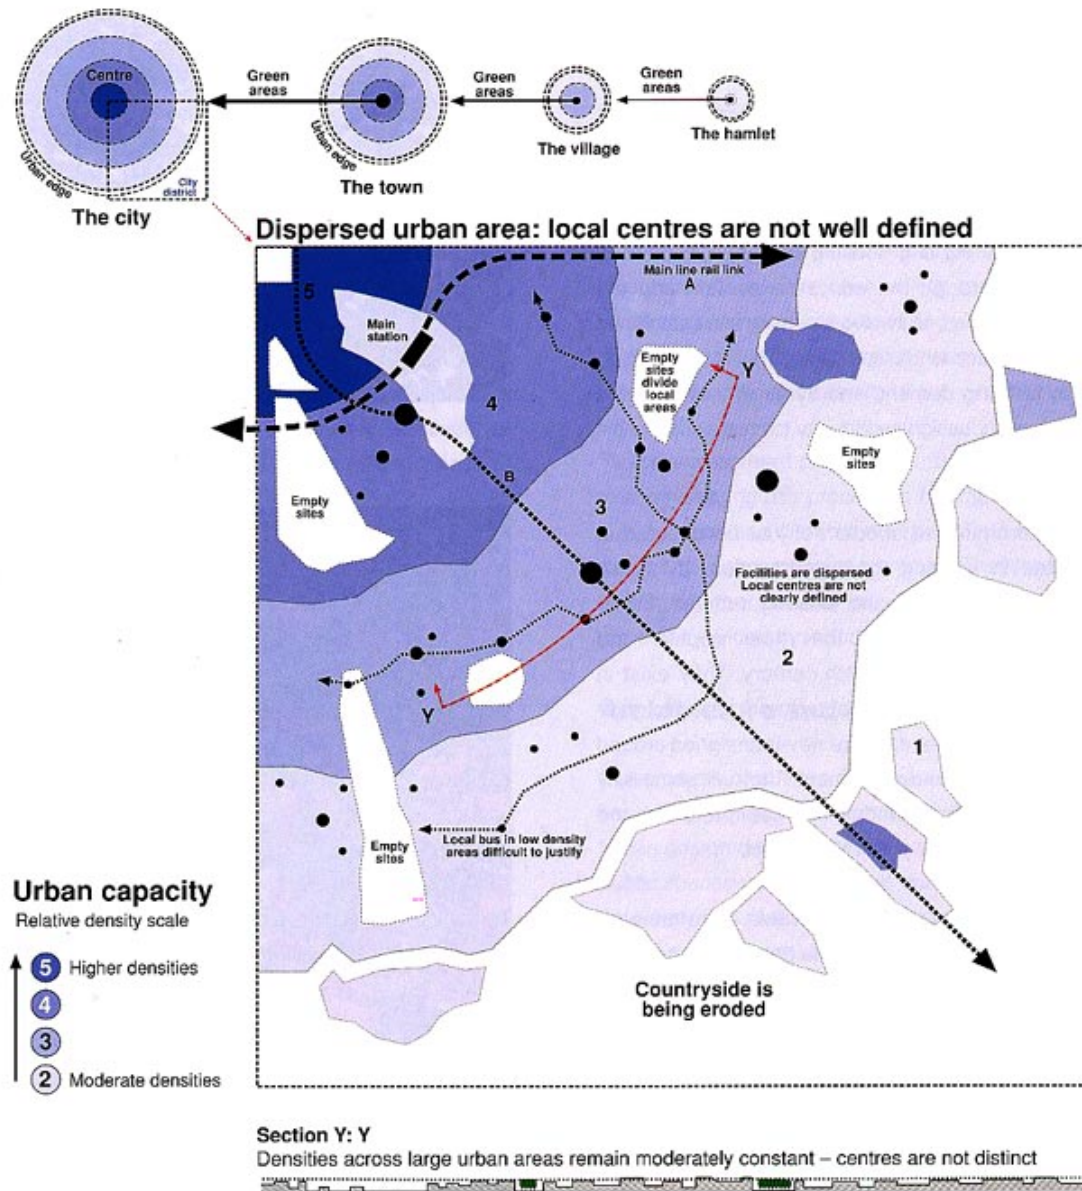 Centre
Urban edge
City
district
The city
Green
areas
Urban edge
The town
Green
areas
The village
Green
areas
The hamlet
Dispersed urban area: local centres are not well defined
Main line rail link
A
5
Main
station
Empty
sites
divide
local
areas
Y
4
Empty
sites
B
Empty
sites
3
Facilities are dispersed
Local centres are not
clearly defined
2
Y
1
Empty
sites
Local bus in low density
areas difficult to justify
Countryside is
being eroded
Urban capacity
Relative density scale
5 Higher densities
4
3
2 Moderate densities
Section Y: Y
Densities across large urban areas remain moderately constant – centres are not distinct